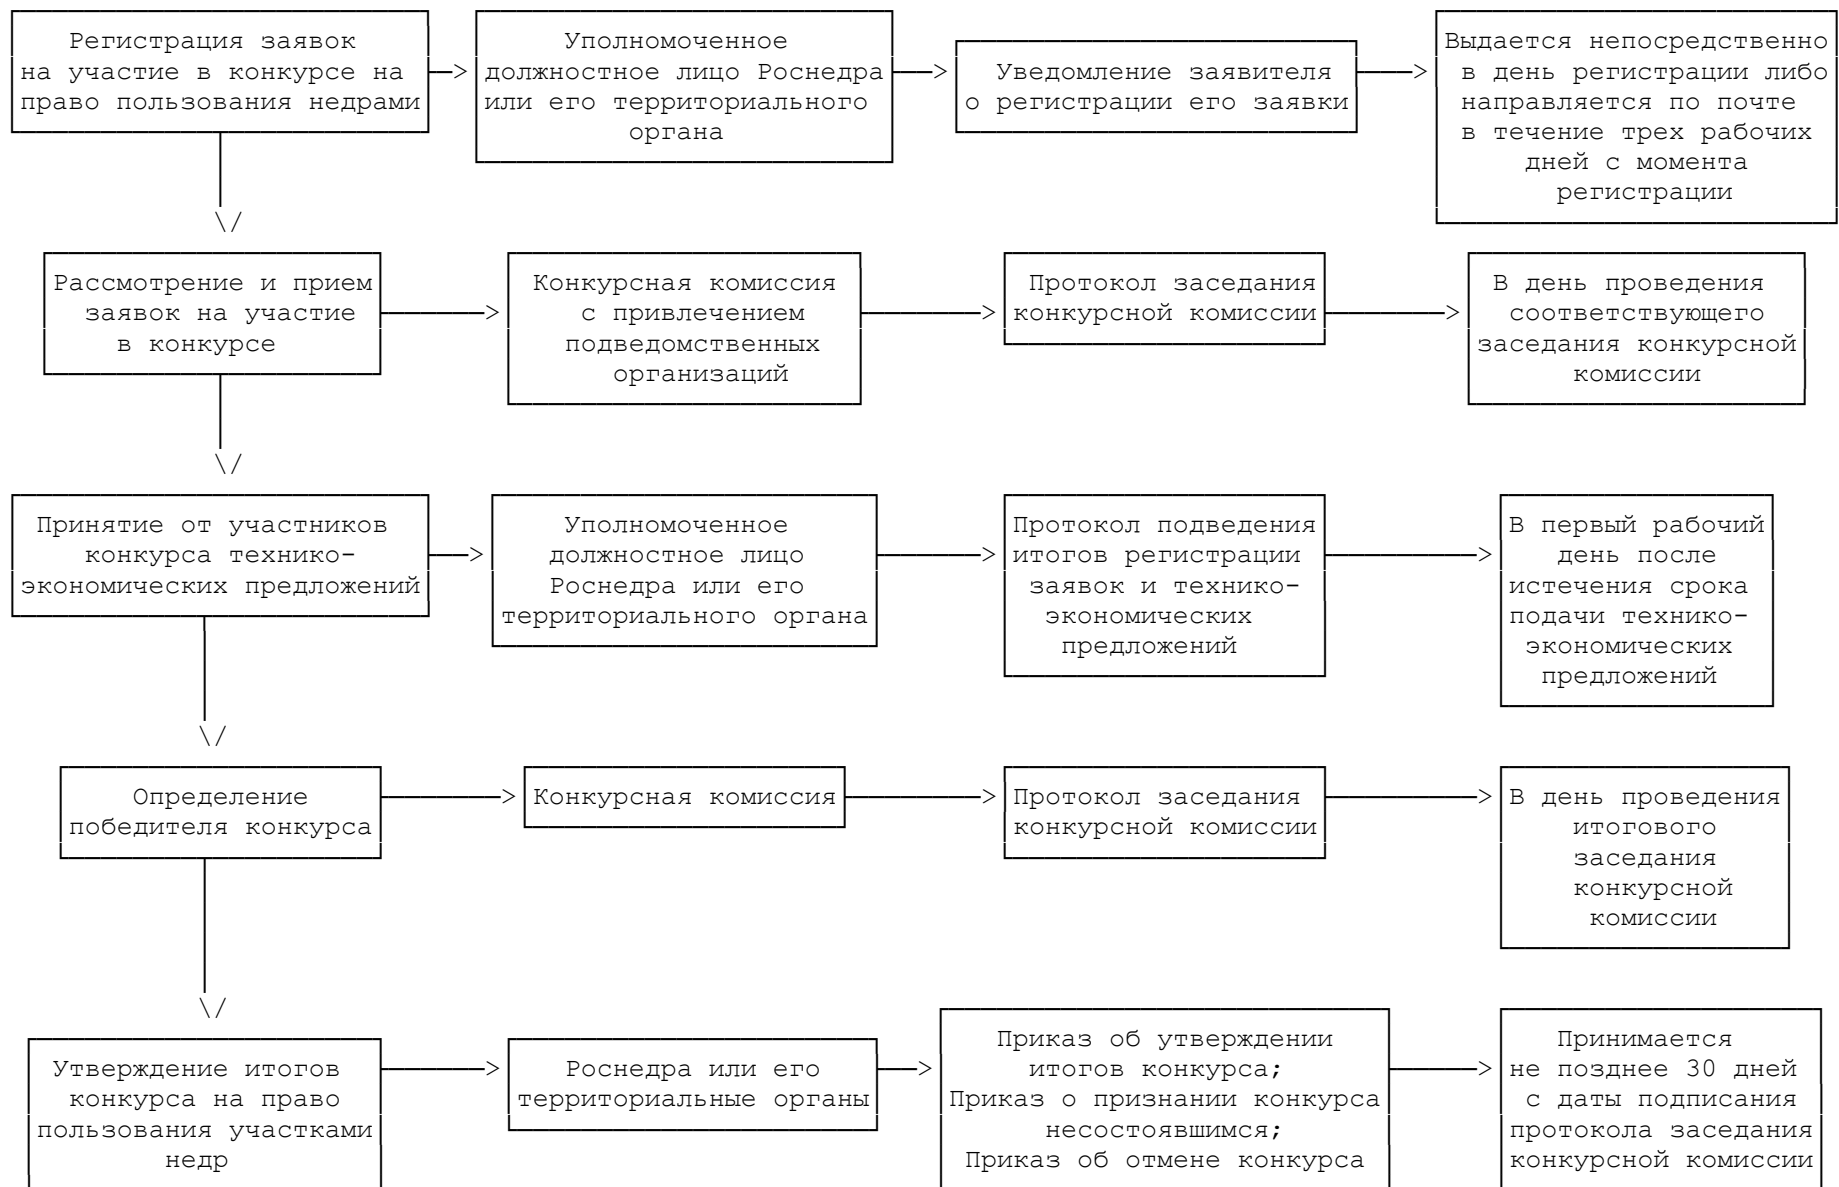 Регистрация заявок
на участие в конкурсе на
право пользования недрами
Уполномоченное
должностное лицо Роснедра
или его территориального
органа
Уведомление заявителя
о регистрации его заявки
Выдается непосредственно
в день регистрации либо
направляется по почте
в течение трех рабочих
дней с момента
регистрации
Рассмотрение и прием
заявок на участие
в конкурсе
Конкурсная комиссия
с привлечением
подведомственных
организаций
Протокол заседания
конкурсной комиссии
В день проведения
соответствующего
заседания конкурсной
комиссии
Принятие от участников
конкурса технико-
экономических предложений
Уполномоченное
должностное лицо
Роснедра или его
территориального органа
Протокол подведения
итогов регистрации
заявок и технико-
экономических
предложений
В первый рабочий
день после
истечения срока
подачи технико-
экономических
предложений
Определение
победителя конкурса
Конкурсная комиссия
Протокол заседания
конкурсной комиссии
В день проведения
итогового
заседания
конкурсной
комиссии
Утверждение итогов
конкурса на право
пользования участками
недр
Роснедра или его
территориальные органы
Приказ об утверждении
итогов конкурса;
Приказ о признании конкурса
несостоявшимся;
Приказ об отмене конкурса
Принимается
не позднее 30 дней
с даты подписания
протокола заседания
конкурсной комиссии